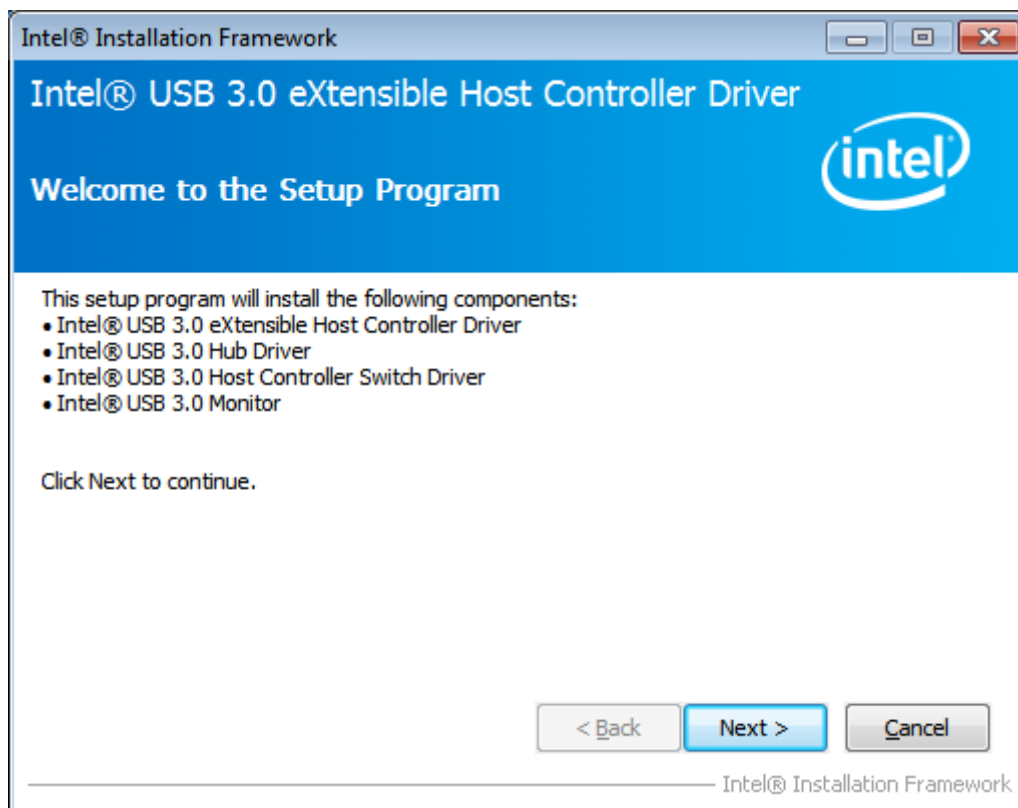 Intel® Installation Framework
Intel® USB 3.0 eXtensible Host Controller Driver
intel®
Welcome to the Setup Program
This setup program will install the following components:
• Intel® USB 3.0 eXtensible Host Controller Driver
• Intel® USB 3.0 Hub Driver
• Intel® USB 3.0 Host Controller Switch Driver
• Intel® USB 3.0 Monitor
Click Next to continue.
< Back Next > Cancel
Intel® Installation Framework